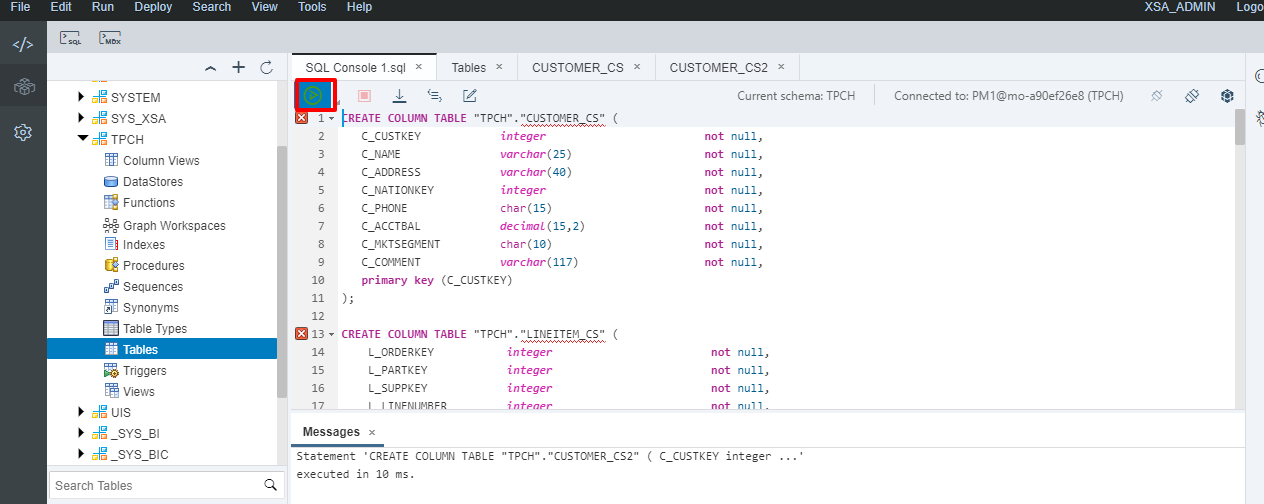 File Edit Run Deploy Search View Tools Help XSA_ADMIN Logo
SQL MDX
SQL Console 1.sql × Tables × CUSTOMER_CS × CUSTOMER_CS2 ×
Current schema: TPCH Connected to: PM1@mo-a90ef26e8 (TPCH)
SYSTEM
SYS_XSA
TPCH
Column Views
DataStores
Functions
Graph Workspaces
Indexes
Procedures
Sequences
Synonyms
Table Types
Tables
Triggers
Views
UIS
_SYS_BI
_SYS_BIC
Search Tables
1 CREATE COLUMN TABLE "TPCH"."CUSTOMER_CS" (
2 C_CUSTKEY integer not null,
3 C_NAME varchar(25) not null,
4 C_ADDRESS varchar(40) not null,
5 C_NATIONKEY integer not null,
6 C_PHONE char(15) not null,
7 C_ACCTBAL decimal(15,2) not null,
8 C_MKTSEGMENT char(10) not null,
9 C_COMMENT varchar(117) not null,
10 primary key (C_CUSTKEY)
11 );
12
13 CREATE COLUMN TABLE "TPCH"."LINEITEM_CS" (
14 L_ORDERKEY integer not null,
15 L_PARTKEY integer not null,
16 L_SUPPKEY integer not null,
17 L_LINENUMBER integer not null,
Messages ×
Statement 'CREATE COLUMN TABLE "TPCH"."CUSTOMER_CS2" ( C_CUSTKEY integer ...'
executed in 10 ms.